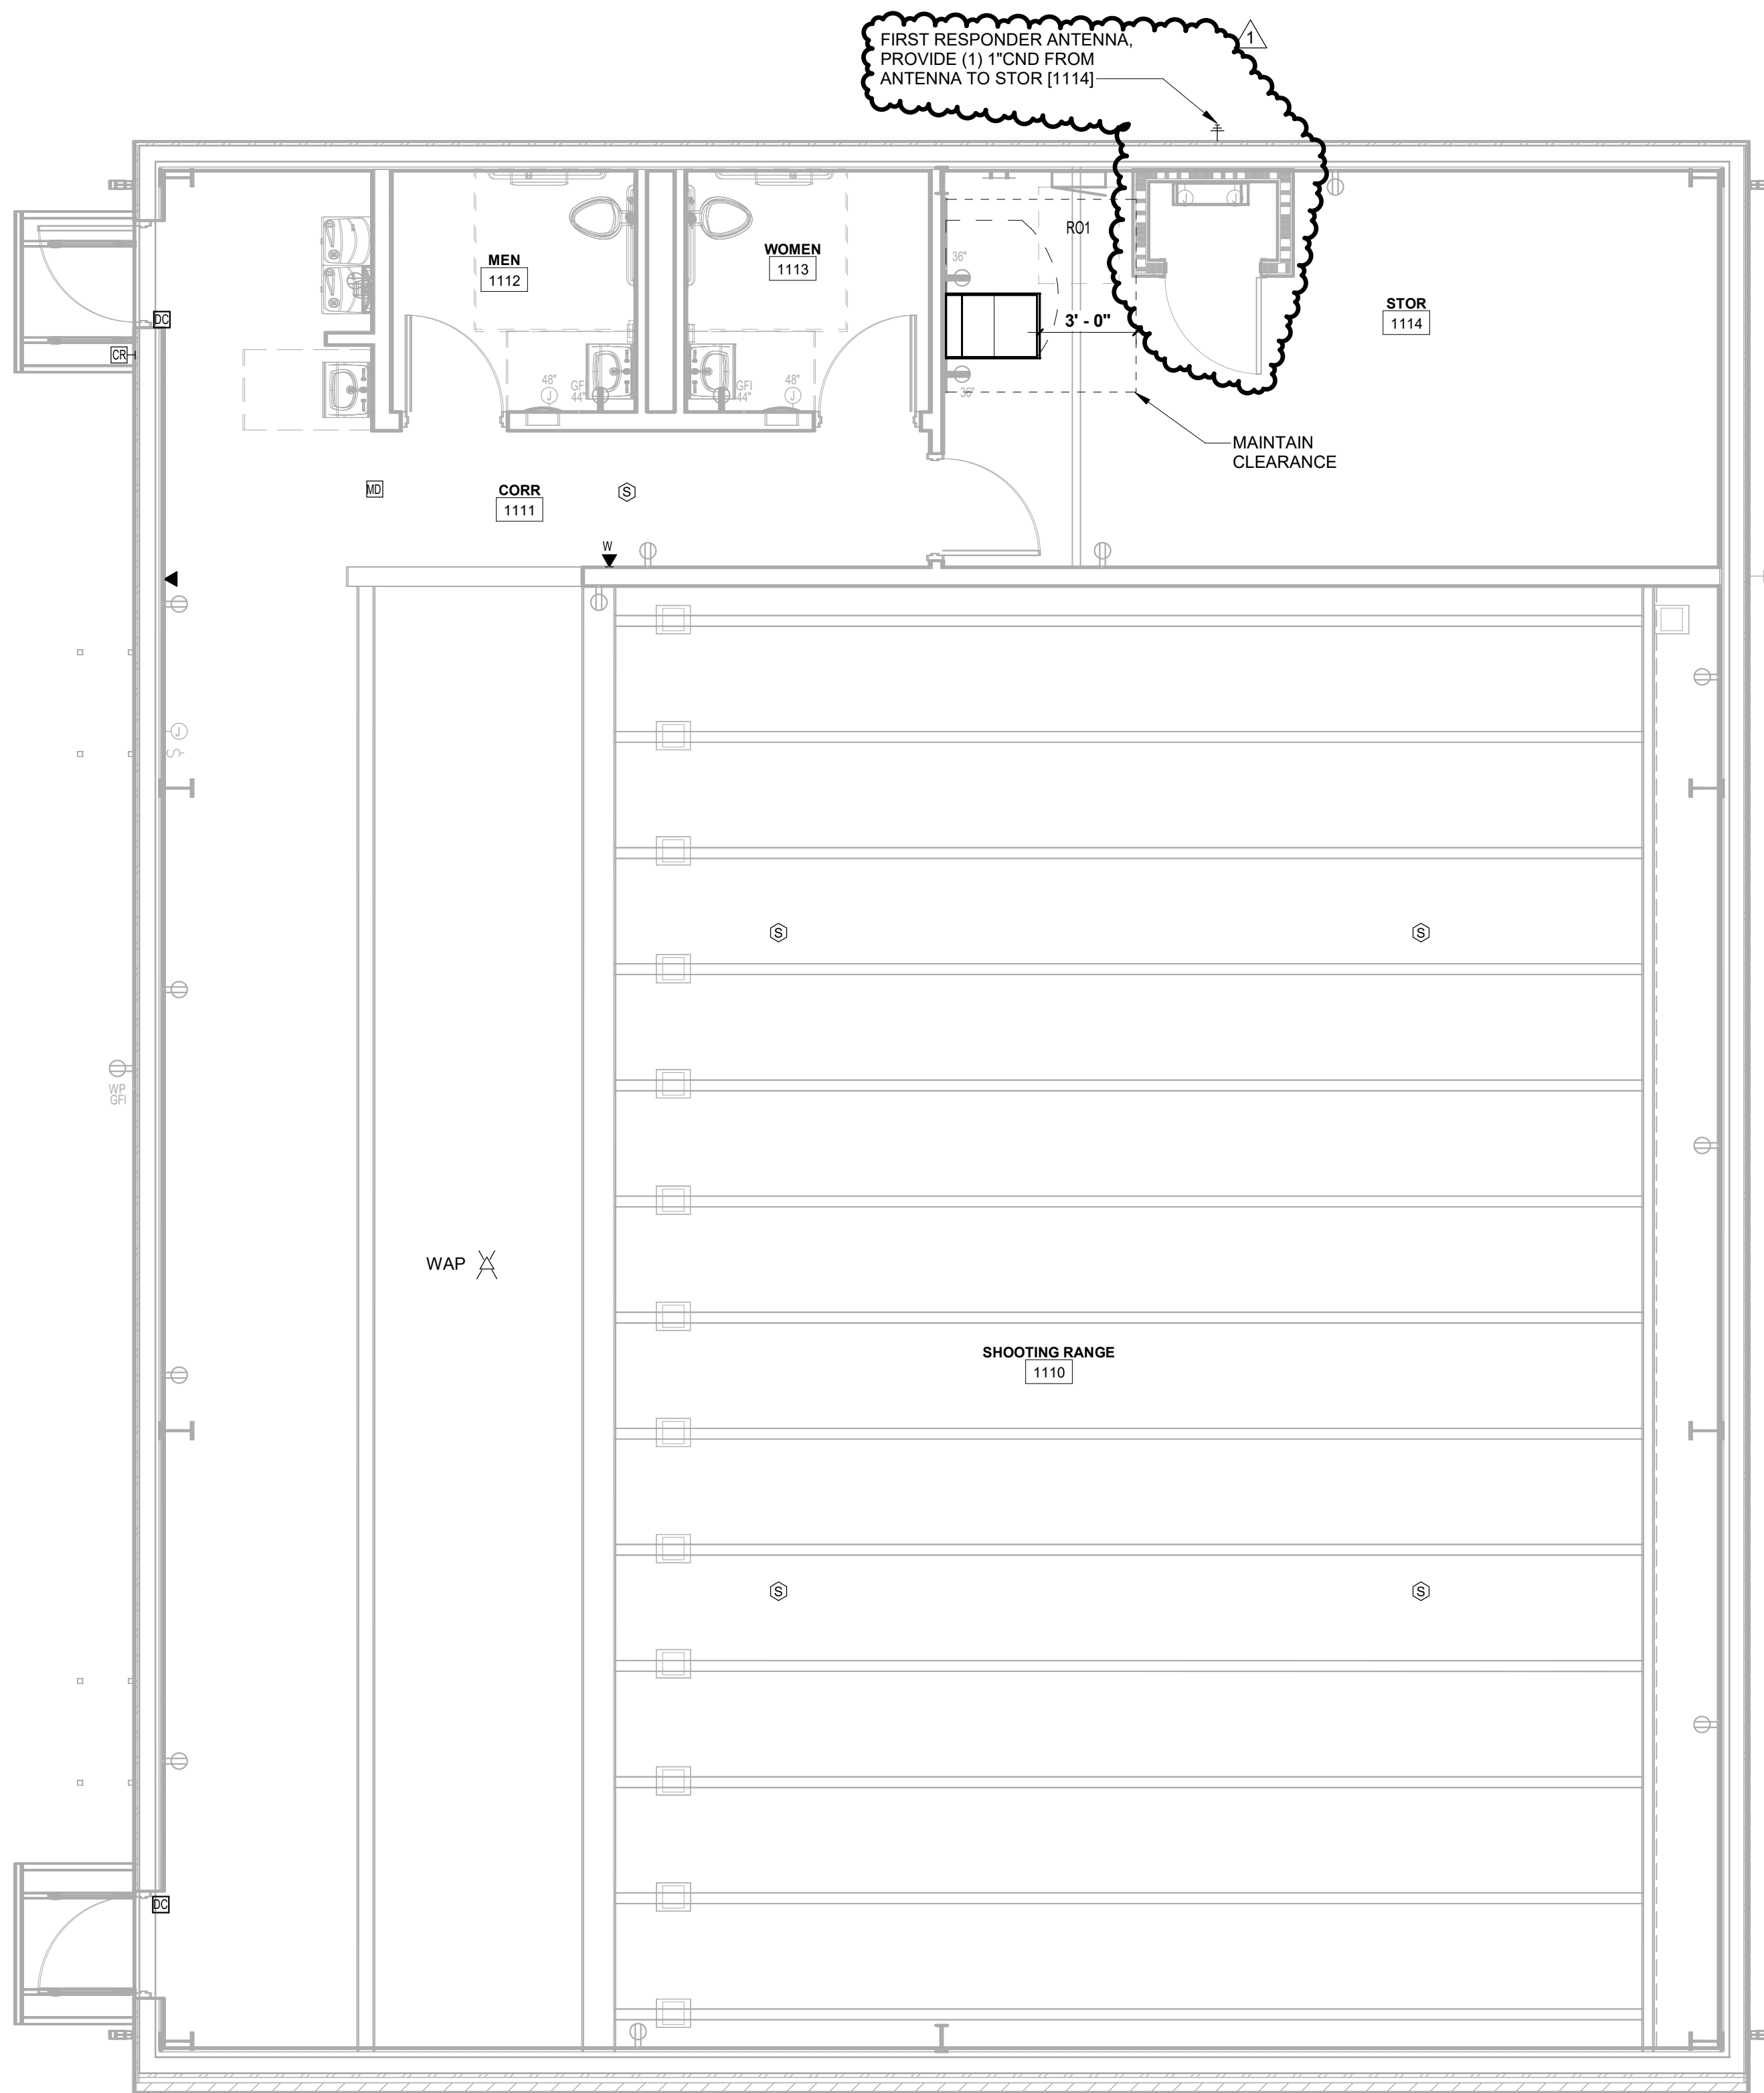 FIRST RESPONDER ANTENNA,
PROVIDE (1) 1"CND FROM
ANTENNA TO STOR [1114]
1
MEN
1112
WOMEN
1113
RO1
36"
3' - 0"
36"
STOR
1114
J
J
DC
CR
48"
J
GFI
44"
GFI
44"
48"
J
MAINTAIN
CLEARANCE
MD
CORR
1111
S
W
J
S
S
S
WP
GFI
WAP
SHOOTING RANGE
1110
S
S
DC